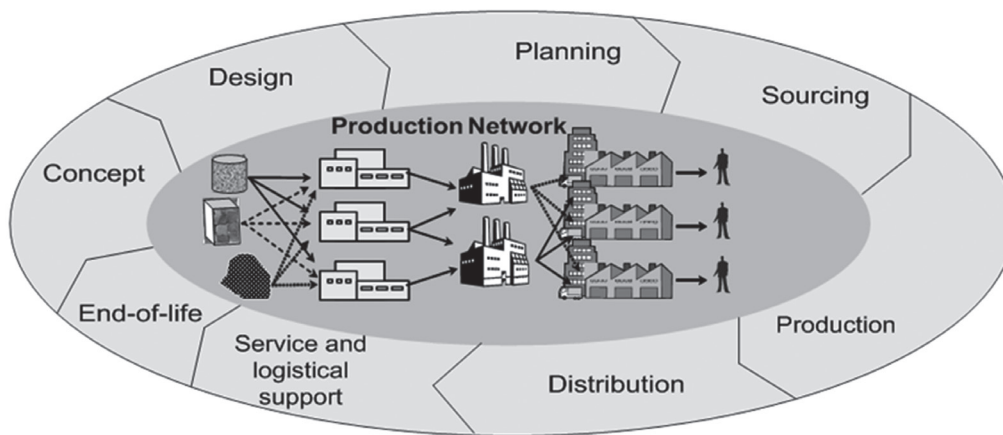 Planning
Design
Sourcing
Production Network
Concept
End-of-life
Production
Service and
logistical
support
Distribution